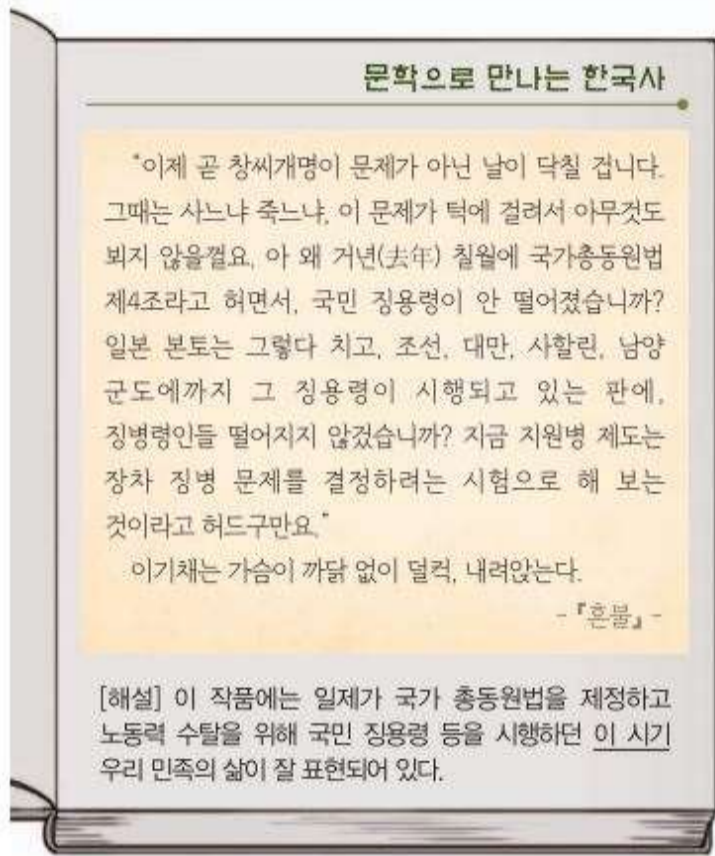 문학으로 만나는 한국사
"이제 곧 창씨개명이 문제가 아닌 날이 닥칠 겁니다.
그때는 사느냐 죽느냐, 이 문제가 턱에 걸려서 아무것도
뵈지 않을껄요. 아 왜 거년(去年) 칠월에 국가총동원법
제4조라고 허면서, 국민 징용령이 안 떨어졌습니까?
일본 본토는 그렇다 치고, 조선, 대만, 사할린, 남양
군도에까지 그 징용령이 시행되고 있는 판에,
징병령인들 떨어지지 않겠습니까? 지금 지원병 제도는
장차 징병 문제를 결정하려는 시험으로 해 보는
것이라고 허드구만요."
이기채는 가슴이 까닭 없이 덜컥, 내려앉는다.
-『혼불』-
[해설] 이 작품에는 일제가 국가 총동원법을 제정하고
노동력 수탈을 위해 국민 징용령 등을 시행하던 이 시기
우리 민족의 삶이 잘 표현되어 있다.